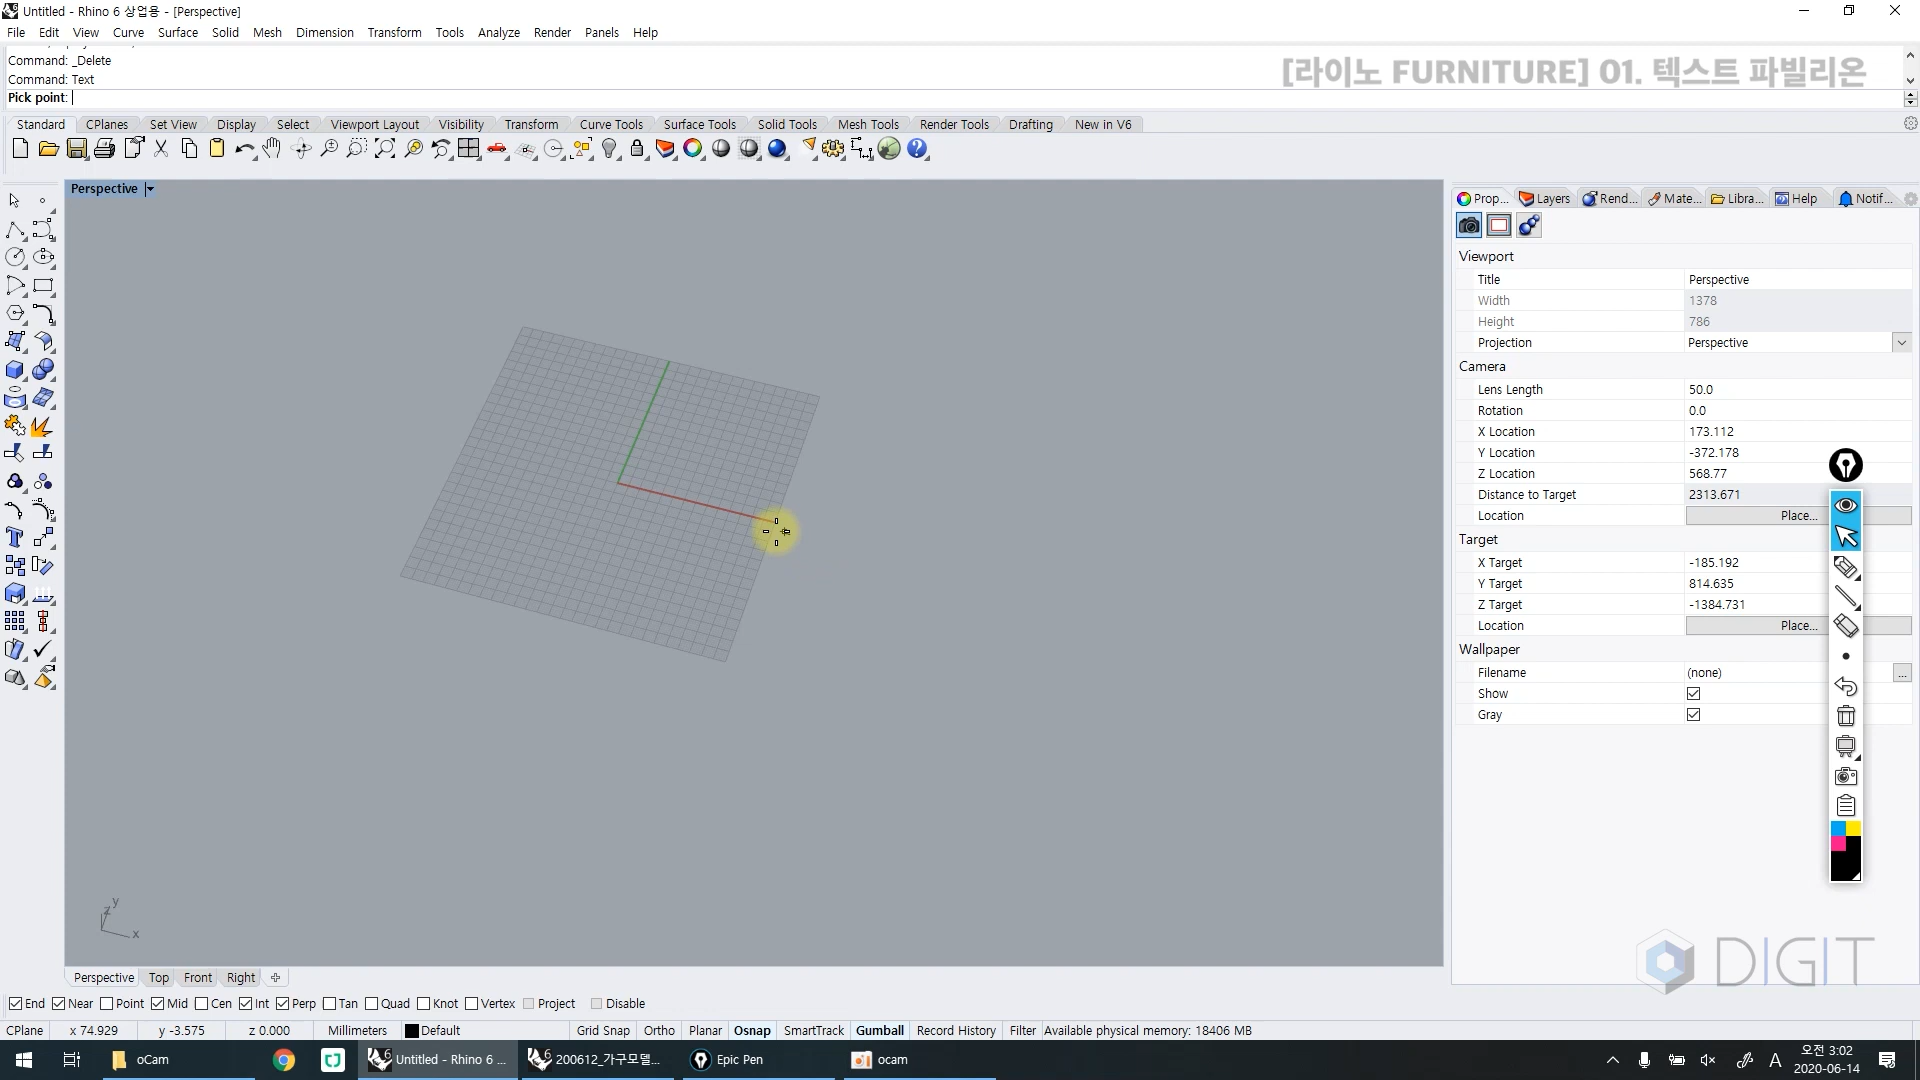 Untitled - Rhino 6 상업용 - [Perspective]
File Edit View Curve Surface Solid Mesh Dimension Transform Tools Analyze Render Panels Help
Command: _Delete
Command: Text
Pick point:
[라이노 FURNITURE] 01. 텍스트 파빌리온
Standard CPlanes Set View Display Select Viewport Layout Visibility Transform Curve Tools Surface Tools Solid Tools Mesh Tools Render Tools Drafting New in V6
Perspective
Prop... Layers Rend... Mate... Libra... Help Notif...
Viewport
Title Perspective
Width 1378
Height 786
Projection Perspective
Camera
Lens Length 50.0
Rotation 0.0
X Location 173.112
Y Location -372.178
Z Location 568.77
Distance to Target 2313.671
Location Place...
Target
X Target -185.192
Y Target 814.635
Z Target -1384.731
Location Place...
Wallpaper
Filename (none) ...
Show
Gray
z y x
DIGIT
Perspective Top Front Right
End Near Point Mid Cen Int Perp Tan Quad Knot Vertex Project Disable
CPlane x 74.929 y -3.575 z 0.000 Millimeters Default Grid Snap Ortho Planar Osnap SmartTrack Gumball Record History Filter Available physical memory: 18406 MB
oCam Untitled - Rhino 6 ... 200612_가구모델... Epic Pen ocam A 오전 3:02
2020-06-14